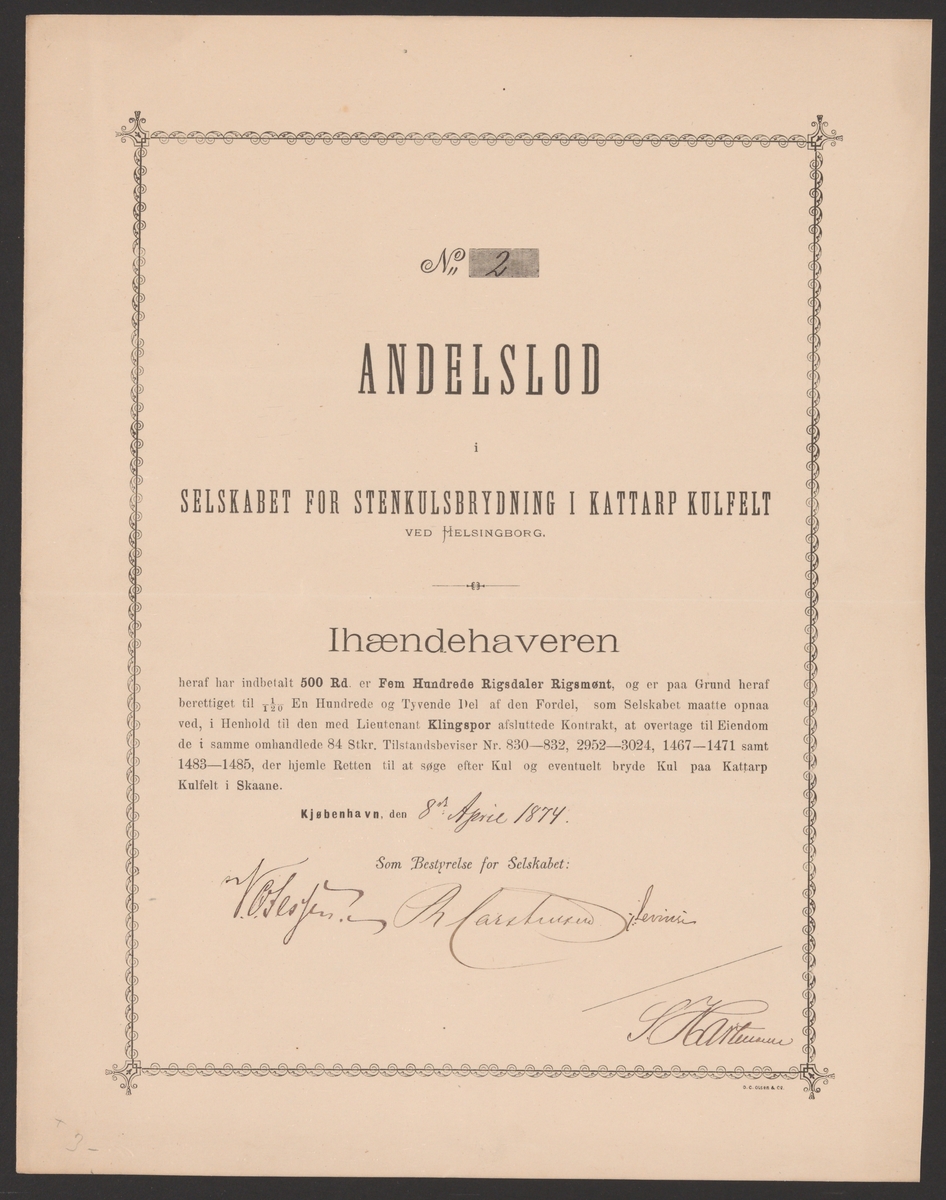 No 2
ANDELSLOD
i
SELSKABET FOR STENKULSBRYDNING I KATTARP KULFELT
VED HELSINGBORG.
Ihændehaveren
heraf har indbetalt 500 Rd. er Fem Hundrede Rigsdaler Rigsmønt, og er paa Grund heraf
berettiget til 1/120 En Hundrede og Tyvende Del af den Fordel, som Selskabet maatte opnaa
ved, i Henhold til den med Lieutenant Klingspor afsluttede Kontrakt, at overtage til Eiendom
de i samme omhandlede 84 Stkr. Tilstandsbeviser Nr. 830—832, 2952—3024, 1467—1471 samt
1483—1485, der hjemle Retten til at søge efter Kul og eventuelt bryde Kul paa Kattarp
Kulfelt i Skaane.
Kjøbenhavn, den 8de April 1874.
Som Bestyrelse for Selskabet:
Carstensen
S. Hartmann
3-